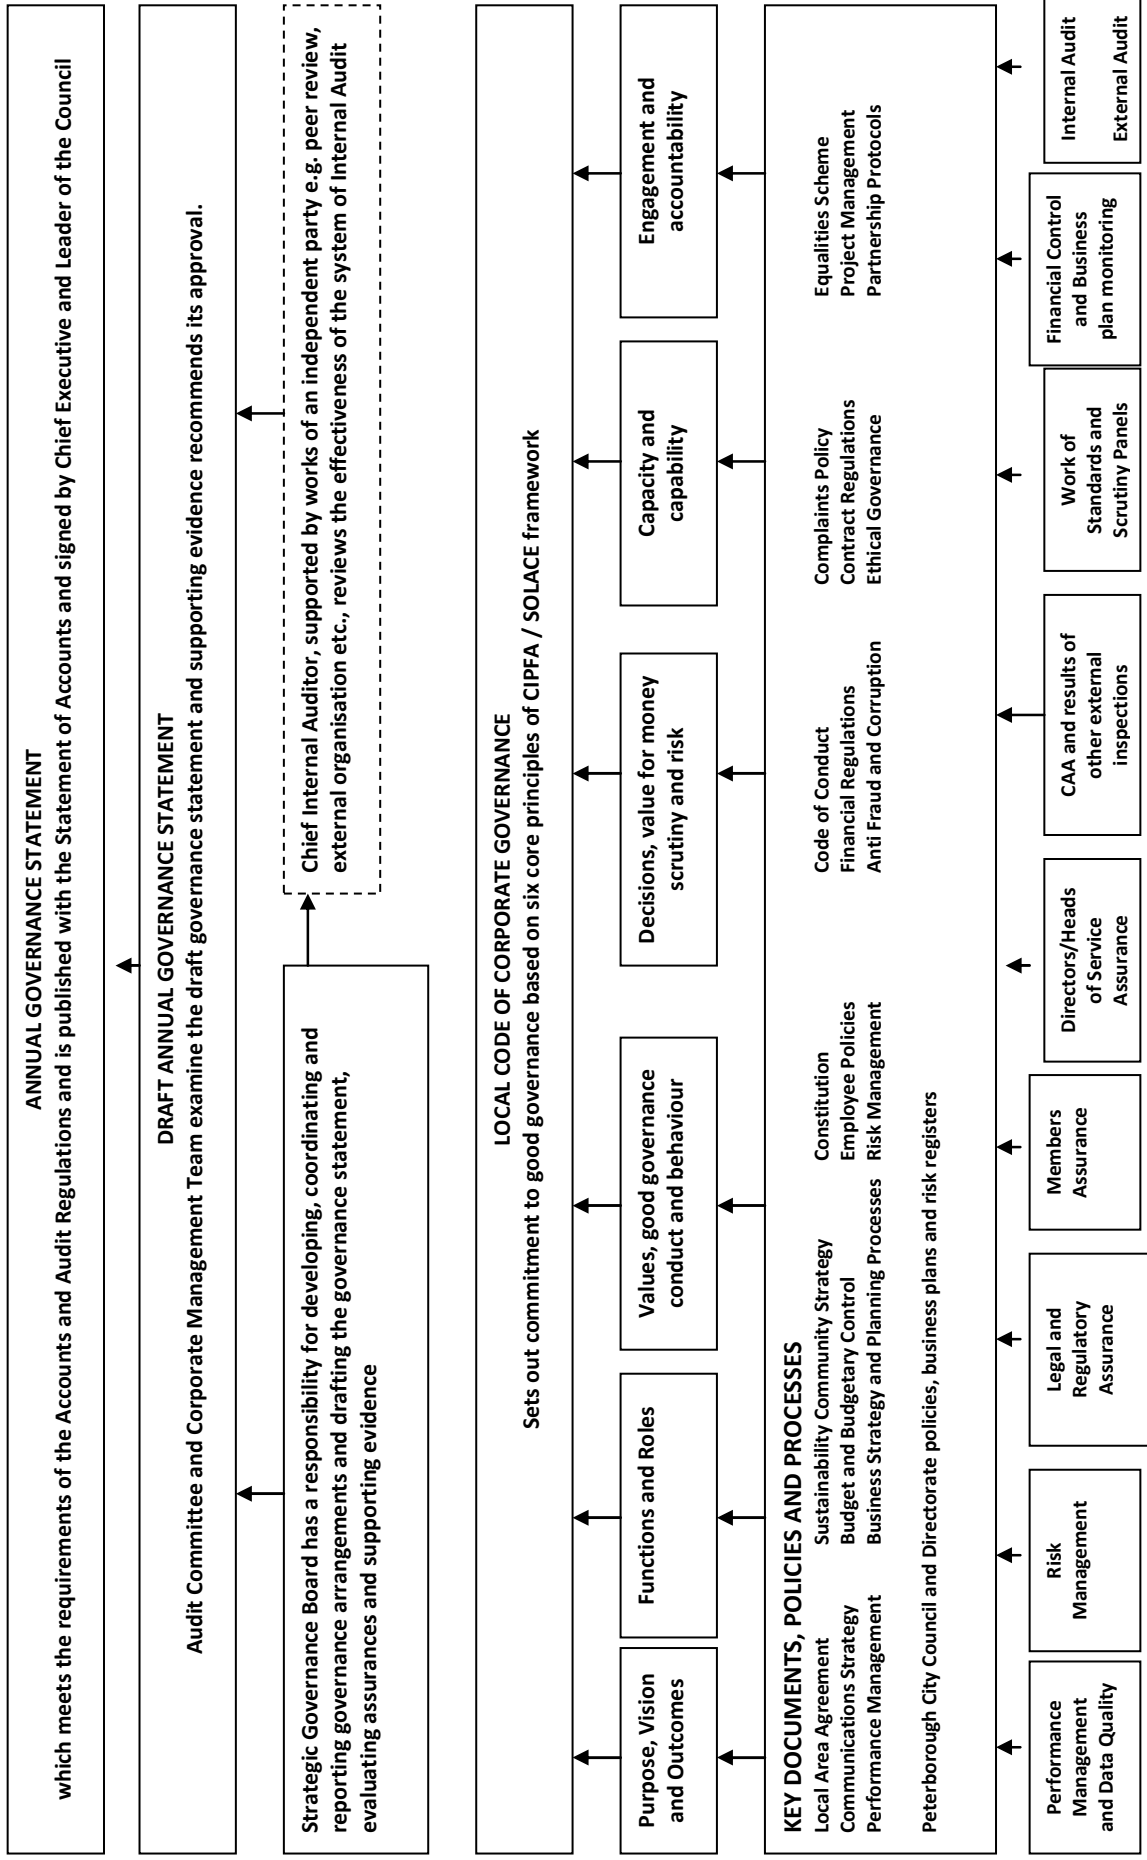 ANNUAL GOVERNANCE STATEMENT
which meets the requirements of the Accounts and Audit Regulations and is published with the Statement of Accounts and signed by Chief Executive and Leader of the Council
DRAFT ANNUAL GOVERNANCE STATEMENT
Audit Committee and Corporate Management Team examine the draft governance statement and supporting evidence recommends its approval.
Strategic Governance Board has a responsibility for developing, coordinating and
reporting governance arrangements and drafting the governance statement,
evaluating assurances and supporting evidence
Chief Internal Auditor, supported by works of an independent party e.g. peer review,
external organisation etc., reviews the effectiveness of the system of Internal Audit
LOCAL CODE OF CORPORATE GOVERNANCE
Sets out commitment to good governance based on six core principles of CIPFA / SOLACE framework
Purpose, Vision
and Outcomes
Functions and Roles
Values, good governance
conduct and behaviour
Decisions, value for money
scrutiny and risk
Capacity and
capability
Engagement and
accountability
KEY DOCUMENTS, POLICIES AND PROCESSES
Local Area Agreement
Communications Strategy
Performance Management
Sustainability Community Strategy
Budget and Budgetary Control
Business Strategy and Planning Processes
Constitution
Employee Policies
Risk Management
Code of Conduct
Financial Regulations
Anti Fraud and Corruption
Complaints Policy
Contract Regulations
Ethical Governance
Equalities Scheme
Project Management
Partnership Protocols
Peterborough City Council and Directorate policies, business plans and risk registers
Performance
Management
and Data Quality
Risk
Management
Legal and
Regulatory
Assurance
Members
Assurance
Directors/Heads
of Service
Assurance
CAA and results of
other external
inspections
Work of
Standards and
Scrutiny Panels
Financial Control
and Business
plan monitoring
Internal Audit
External Audit